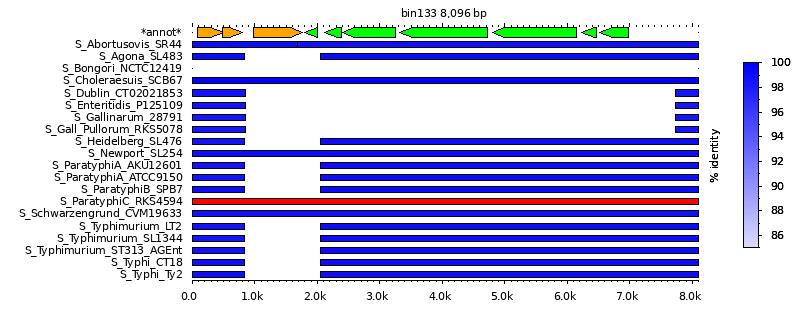 bin133 8,096 bp
*annot*
S_Abortusovis_SR44
S_Agona_SL483
S_Bongori_NCTC12419
S_Choleraesuis_SCB67
S_Dublin_CT02021853
S_Enteritidis_P125109
S_Gallinarum_28791
S_Gall_Pullorum_RKS5078
S_Heidelberg_SL476
S_Newport_SL254
S_ParatyphiA_AKU12601
S_ParatyphiA_ATCC9150
S_ParatyphiB_SPB7
S_ParatyphiC_RKS4594
S_Schwarzengrund_CVM19633
S_Typhimurium_LT2
S_Typhimurium_SL1344
S_Typhimurium_ST313_AGEnt
S_Typhi_CT18
S_Typhi_Ty2
0.0 1.0k 2.0k 3.0k 4.0k 5.0k 6.0k 7.0k 8.0k
% identity
100
98
96
94
92
90
88
86